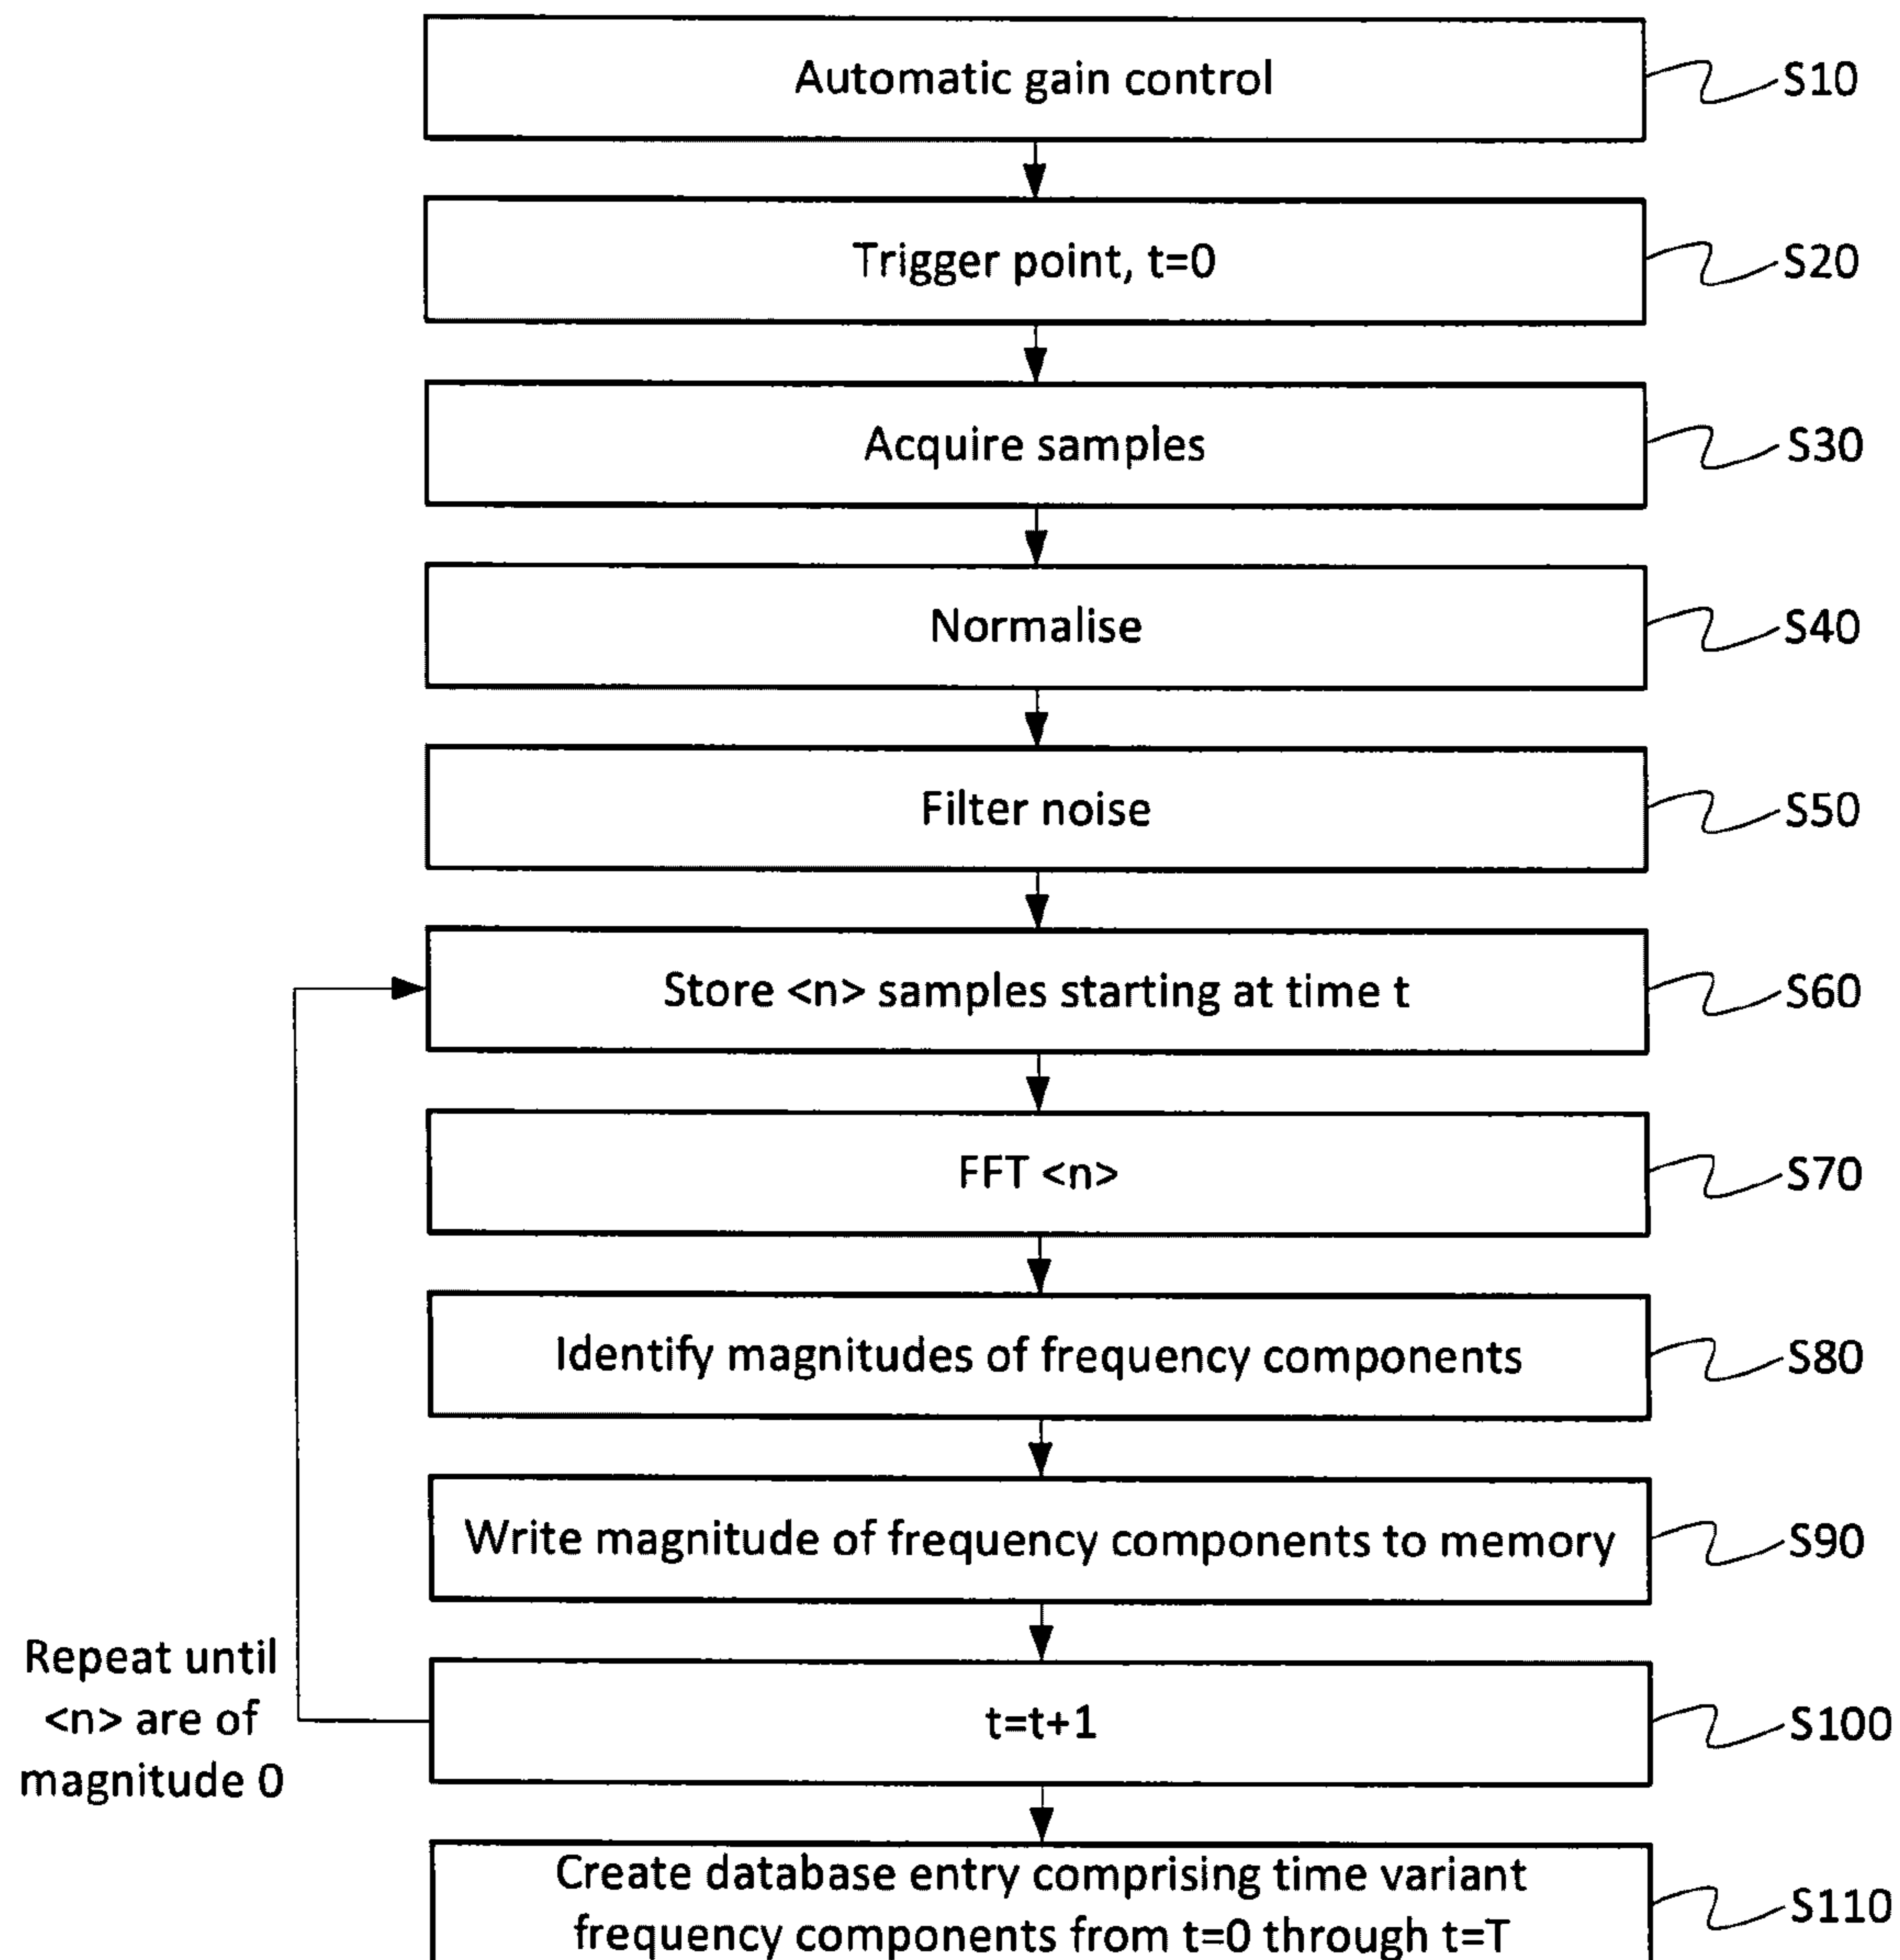 Automatic gain control
S10
Trigger point, t=0
S20
Acquire samples
S30
Normalise
S40
Filter noise
S50
Store <n> samples starting at time t
S60
FFT <n>
S70
Identify magnitudes of frequency components
S80
Write magnitude of frequency components to memory
S90
Repeat until
<n> are of
magnitude 0
t=t+1
S100
Create database entry comprising time variant
frequency components from t=0 through t=T
S110